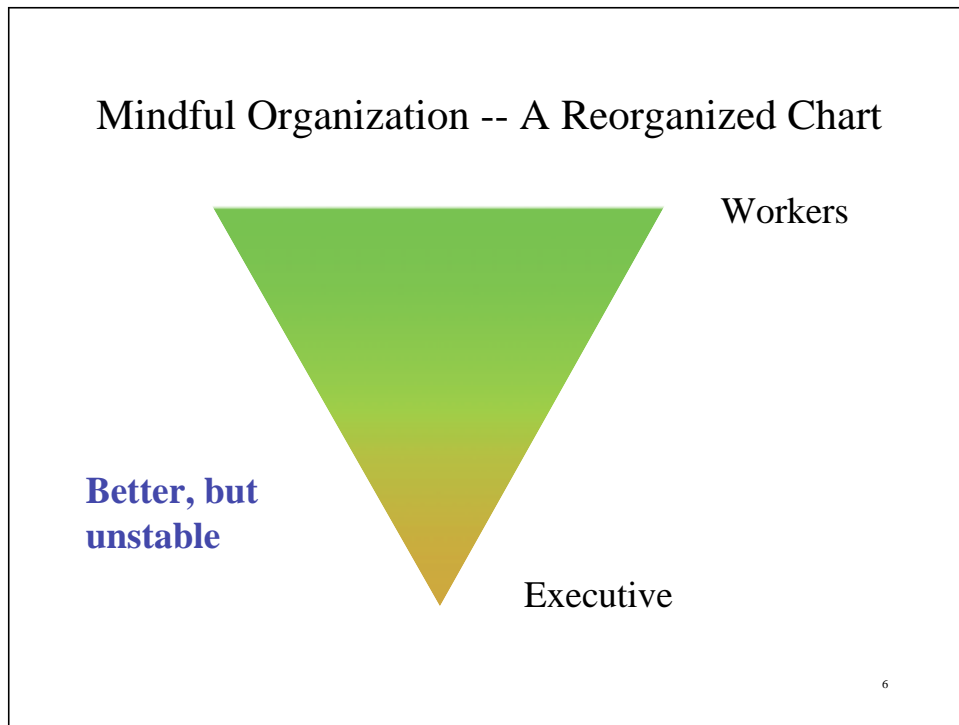 Mindful Organization -- A Reorganized Chart
Workers
Better, but
unstable
Executive
6